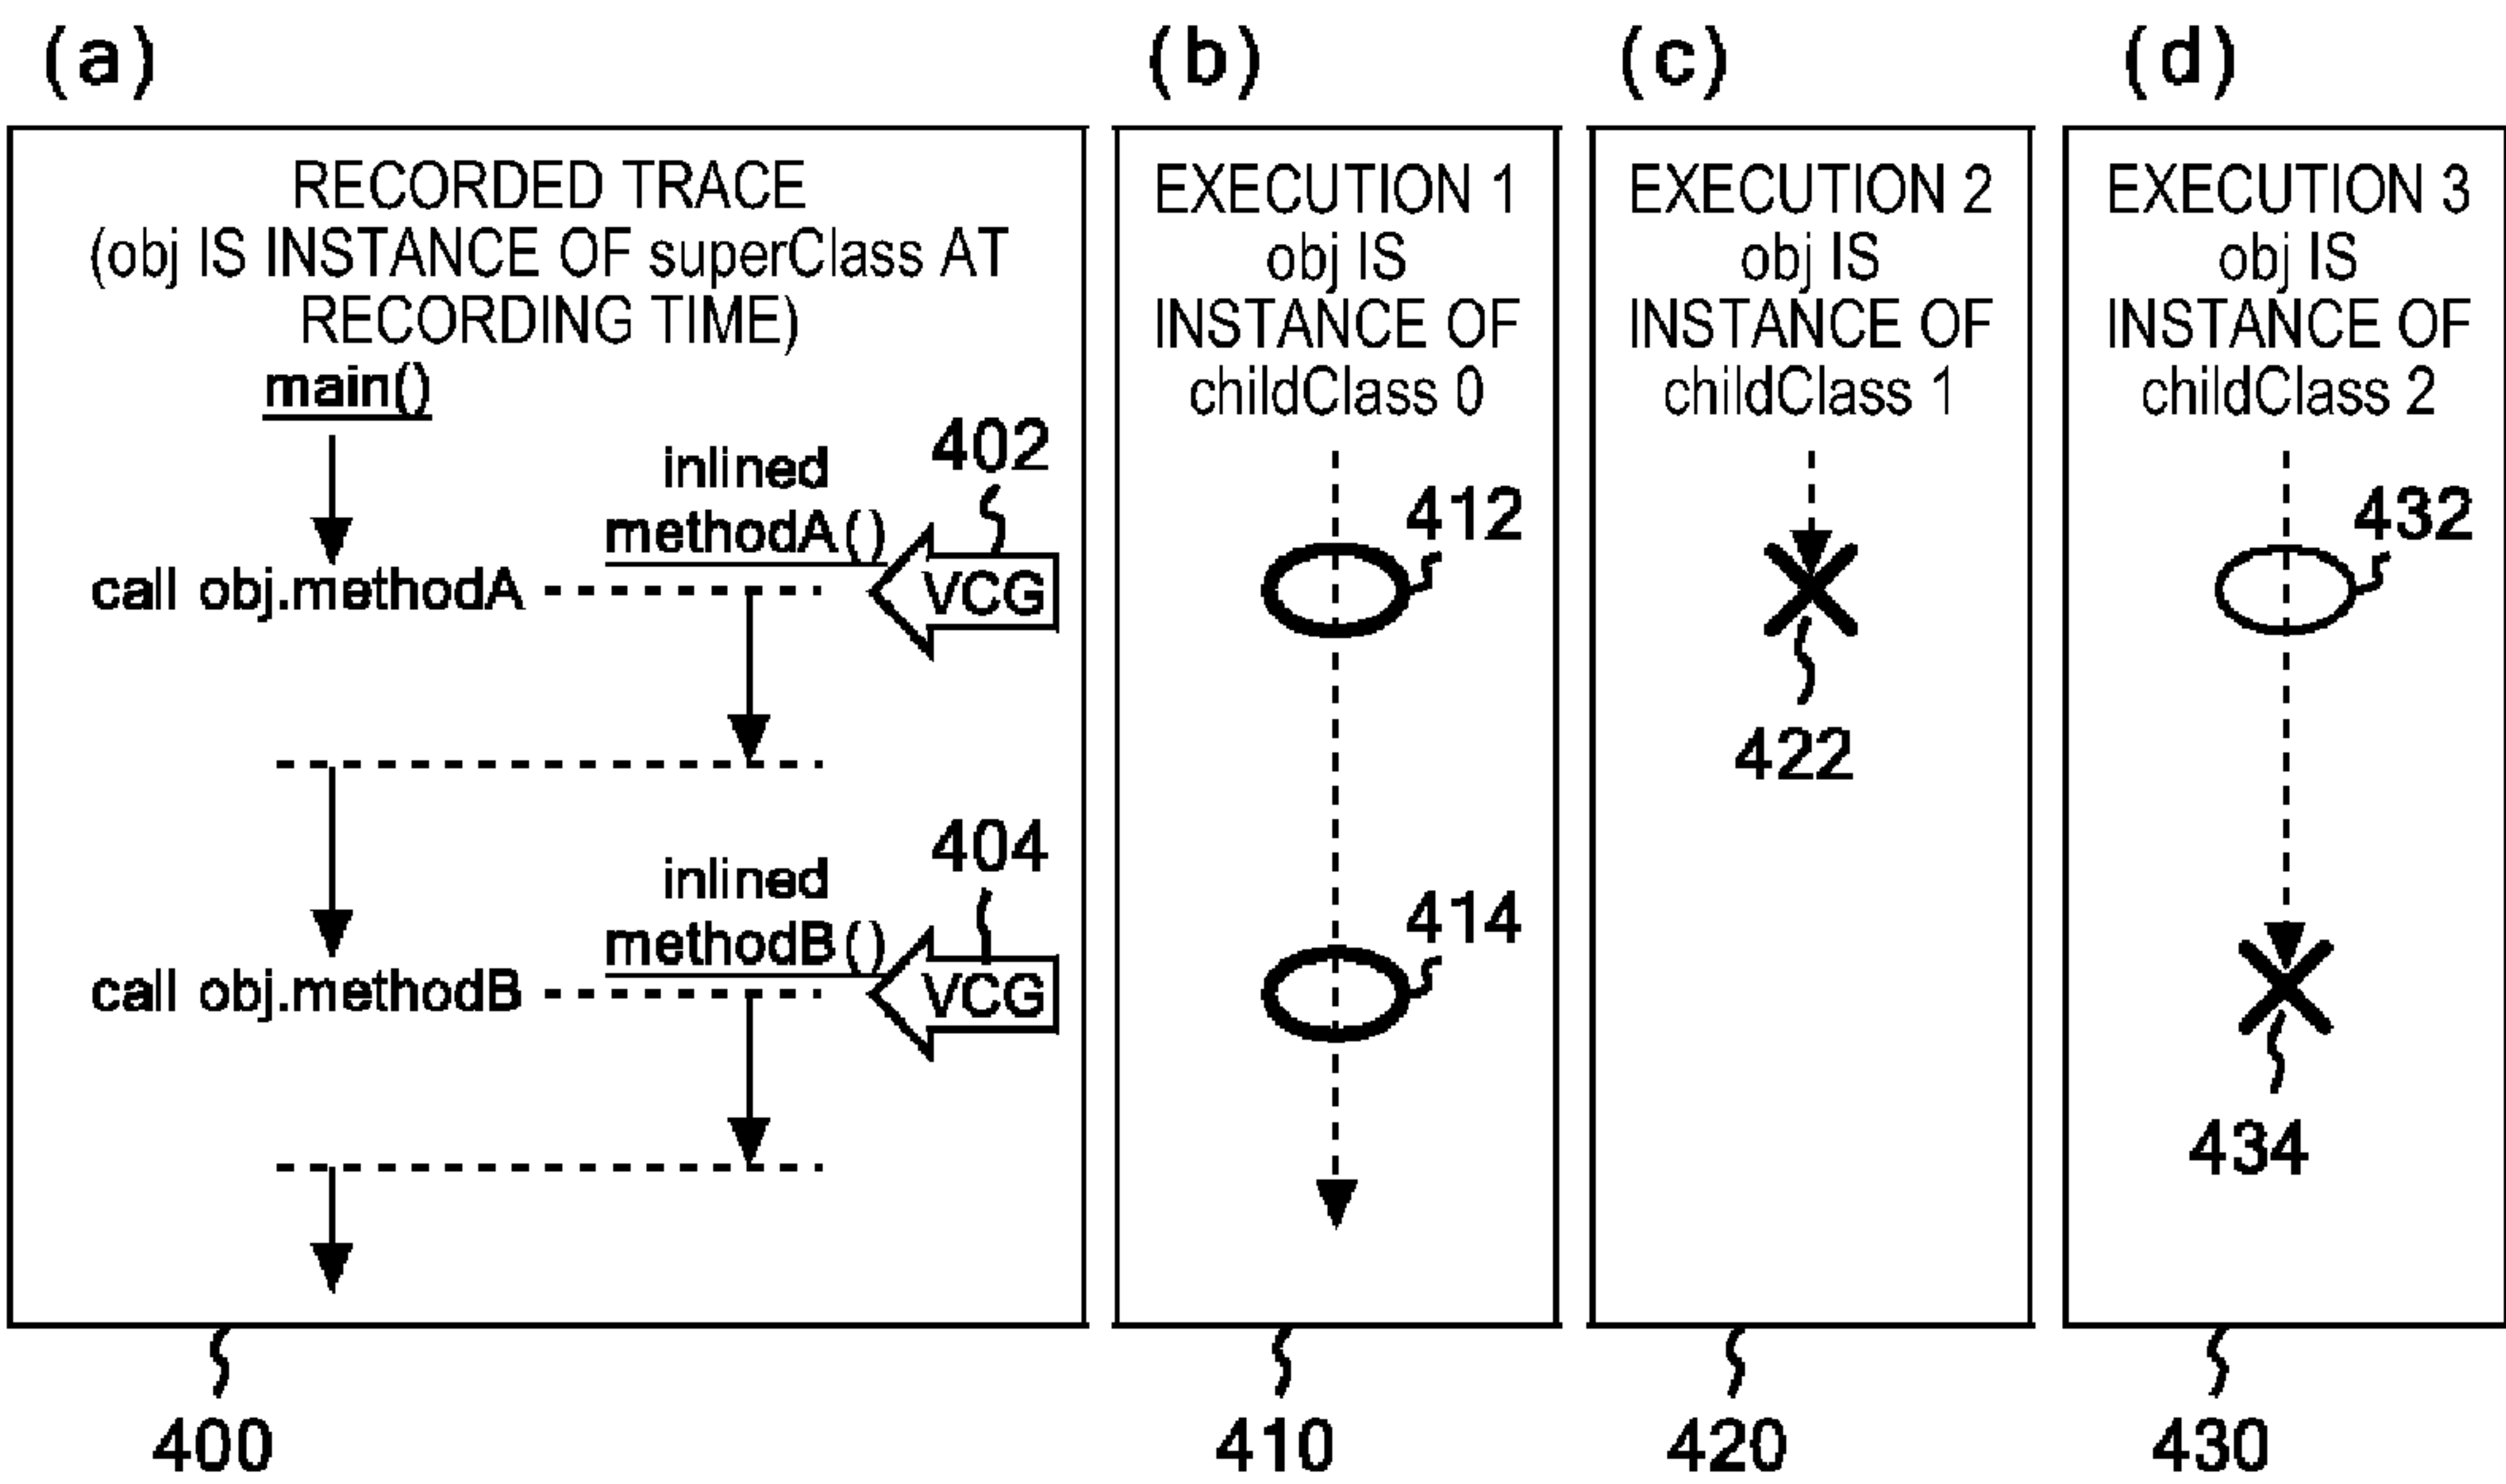 (a)
RECORDED TRACE
(obj IS INSTANCE OF superClass AT
RECORDING TIME)
main()
402
inlined
methodA()
call obj.methodA
VCG
404
inlined
methodB()
call obj.methodB
VCG
400
(b)
EXECUTION 1
obj IS
INSTANCE OF
childClass 0
412
414
410
(c)
EXECUTION 2
obj IS
INSTANCE OF
childClass 1
422
420
(d)
EXECUTION 3
obj IS
INSTANCE OF
childClass 2
432
434
430